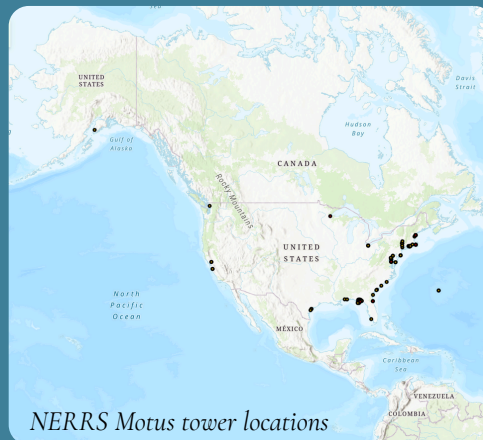 Sea
UNITED
STATES
Gulf of
Alaska
Davis
Strait
Hudson
Bay
CANADA
Rocky Mountains
UNITED
STATES
North
Pacific
Ocean
MÉXICO
Caribbean
Sea
VENEZUELA
COLOMBIA
NERRS Motus tower locations